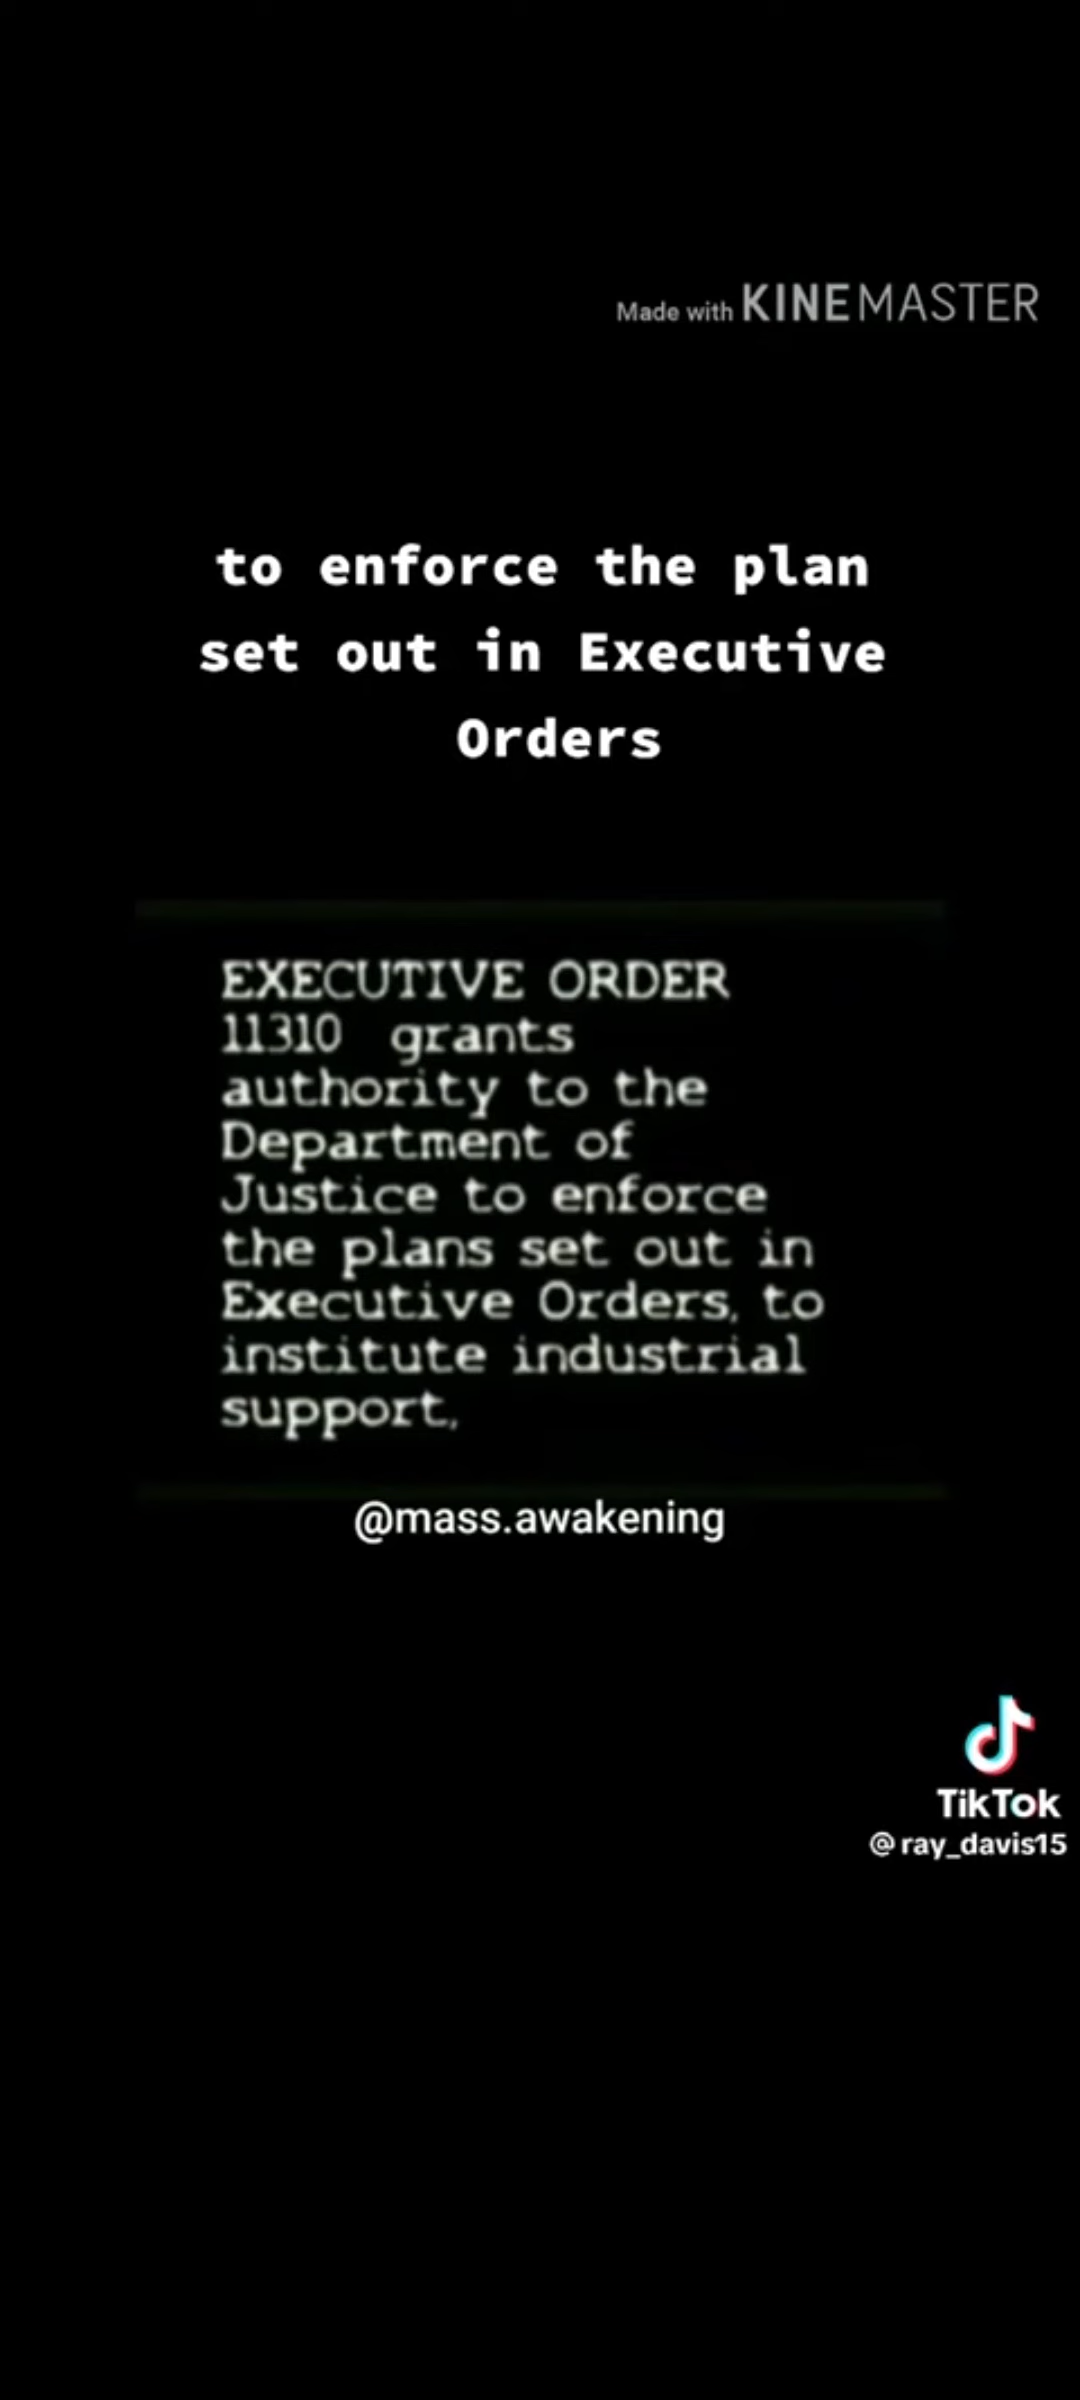 Made with KINEMASTER
to enforce the plan
set out in Executive
Orders
EXECUTIVE ORDER
11310 grants
authority to the
Department of
Justice to enforce
the plans set out in
Executive Orders, to
institute industrial
support,
@mass.awakening
TikTok
@ray_davis15